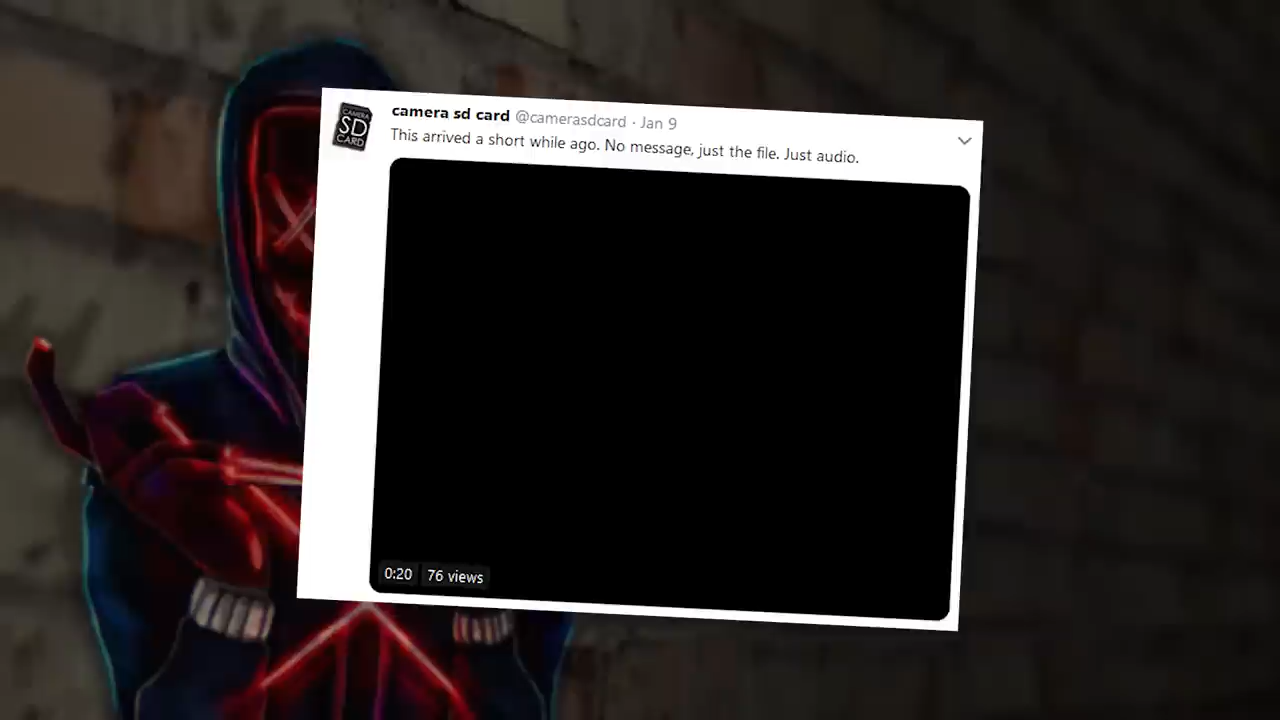 CAMERA
SD
CARD
camera sd card @camerasdcard · Jan 9
This arrived a short while ago. No message, just the file. Just audio.
0:20 76 views